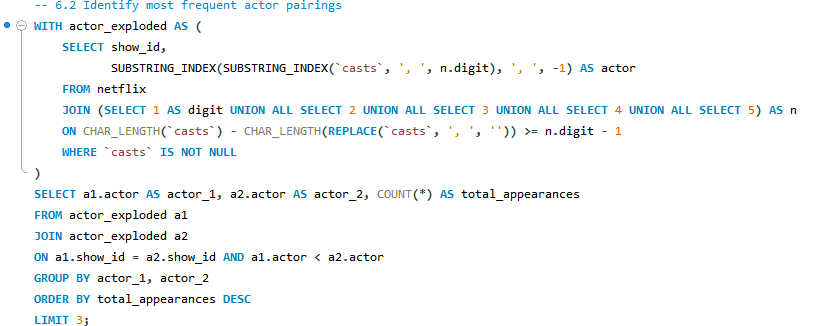 -- 6.2 Identify most frequent actor pairings
WITH actor_exploded AS (
SELECT show_id,
SUBSTRING_INDEX(SUBSTRING_INDEX(`casts`, ', ', n.digit), ', ', -1) AS actor
FROM netflix
JOIN (SELECT 1 AS digit UNION ALL SELECT 2 UNION ALL SELECT 3 UNION ALL SELECT 4 UNION ALL SELECT 5) AS n
ON CHAR_LENGTH(`casts`) - CHAR_LENGTH(REPLACE(`casts`, ', ', '')) >= n.digit - 1
WHERE `casts` IS NOT NULL
)
SELECT a1.actor AS actor_1, a2.actor AS actor_2, COUNT(*) AS total_appearances
FROM actor_exploded a1
JOIN actor_exploded a2
ON a1.show_id = a2.show_id AND a1.actor < a2.actor
GROUP BY actor_1, actor_2
ORDER BY total_appearances DESC
LIMIT 3;